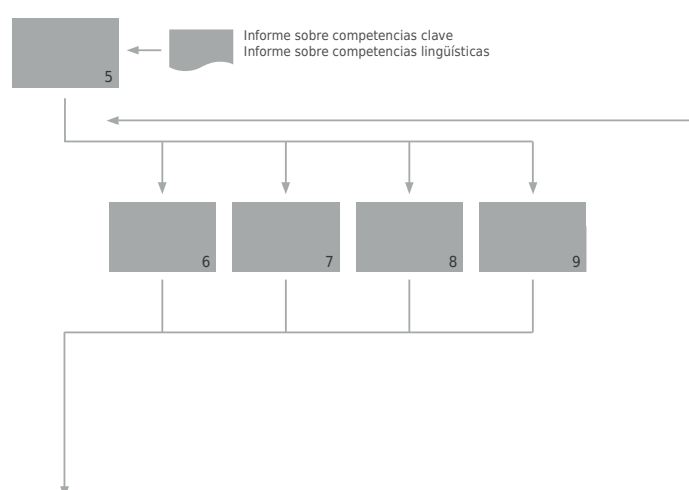 Informe sobre competencias clave
Informe sobre competencias lingüísticas
5
6
7
8
9